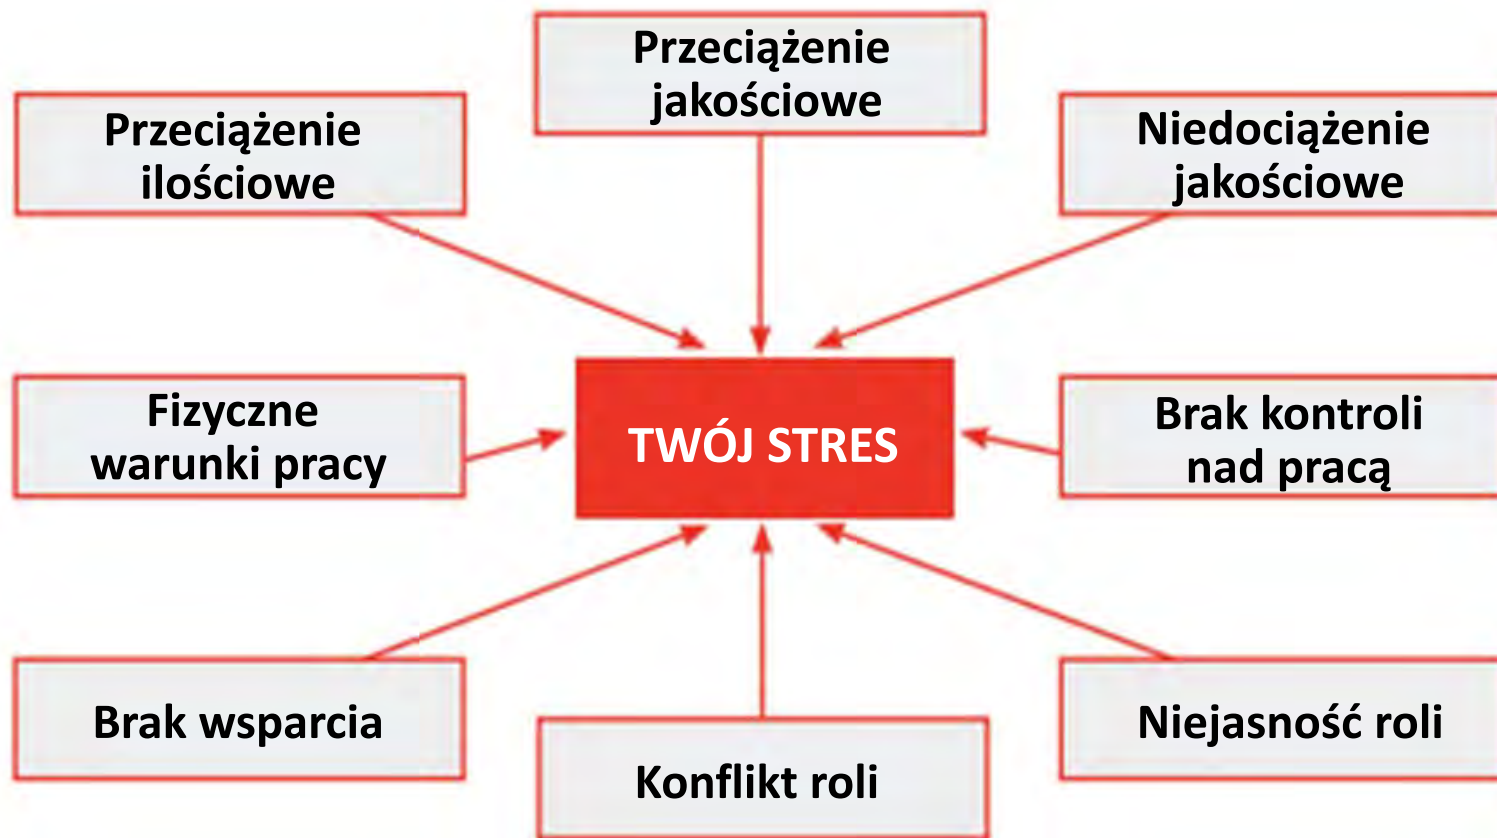 Przeciążenie
jakościowe
Przeciążenie
ilościowe
Niedociążenie
jakościowe
Fizyczne
warunki pracy
TWÓJ STRES
Brak kontroli
nad pracą
Brak wsparcia
Konflikt roli
Niejasność roli